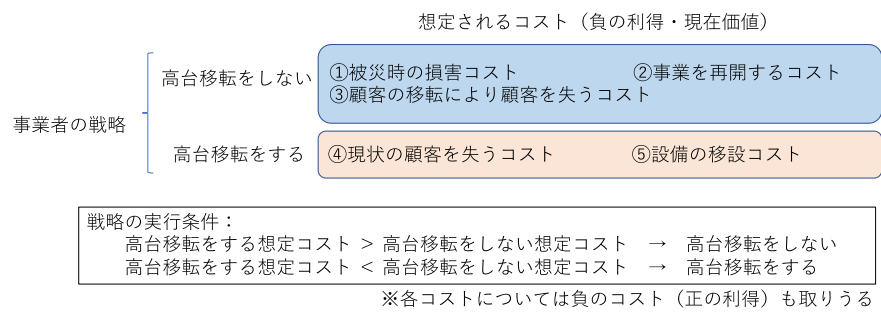 想定されるコスト（負の利得・現在価値）
高台移転をしない
①被災時の損害コスト ②事業を再開するコスト
③顧客の移転により顧客を失うコスト
事業者の戦略
高台移転をする
④現状の顧客を失うコスト ⑤設備の移設コスト
戦略の実行条件：
高台移転をする想定コスト > 高台移転をしない想定コスト → 高台移転をしない
高台移転をする想定コスト < 高台移転をしない想定コスト → 高台移転をする
※各コストについては負のコスト（正の利得）も取りうる